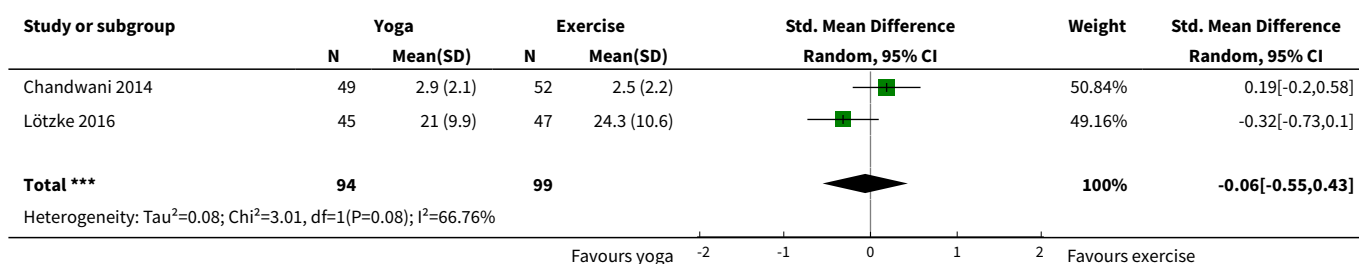 Study or subgroup Yoga Exercise Std. Mean Difference Weight Std. Mean Difference
N Mean(SD) N Mean(SD) Random, 95% CI Random, 95% CI
Chandwani 2014 49 2.9 (2.1) 52 2.5 (2.2) 50.84% 0.19[-0.2,0.58]
Lötzke 2016 45 21 (9.9) 47 24.3 (10.6) 49.16% -0.32[-0.73,0.1]
Total *** 94 99 100% -0.06[-0.55,0.43]
Heterogeneity: Tau²=0.08; Chi²=3.01, df=1(P=0.08); I²=66.76%
Favours yoga -2 -1 0 1 2 Favours exercise